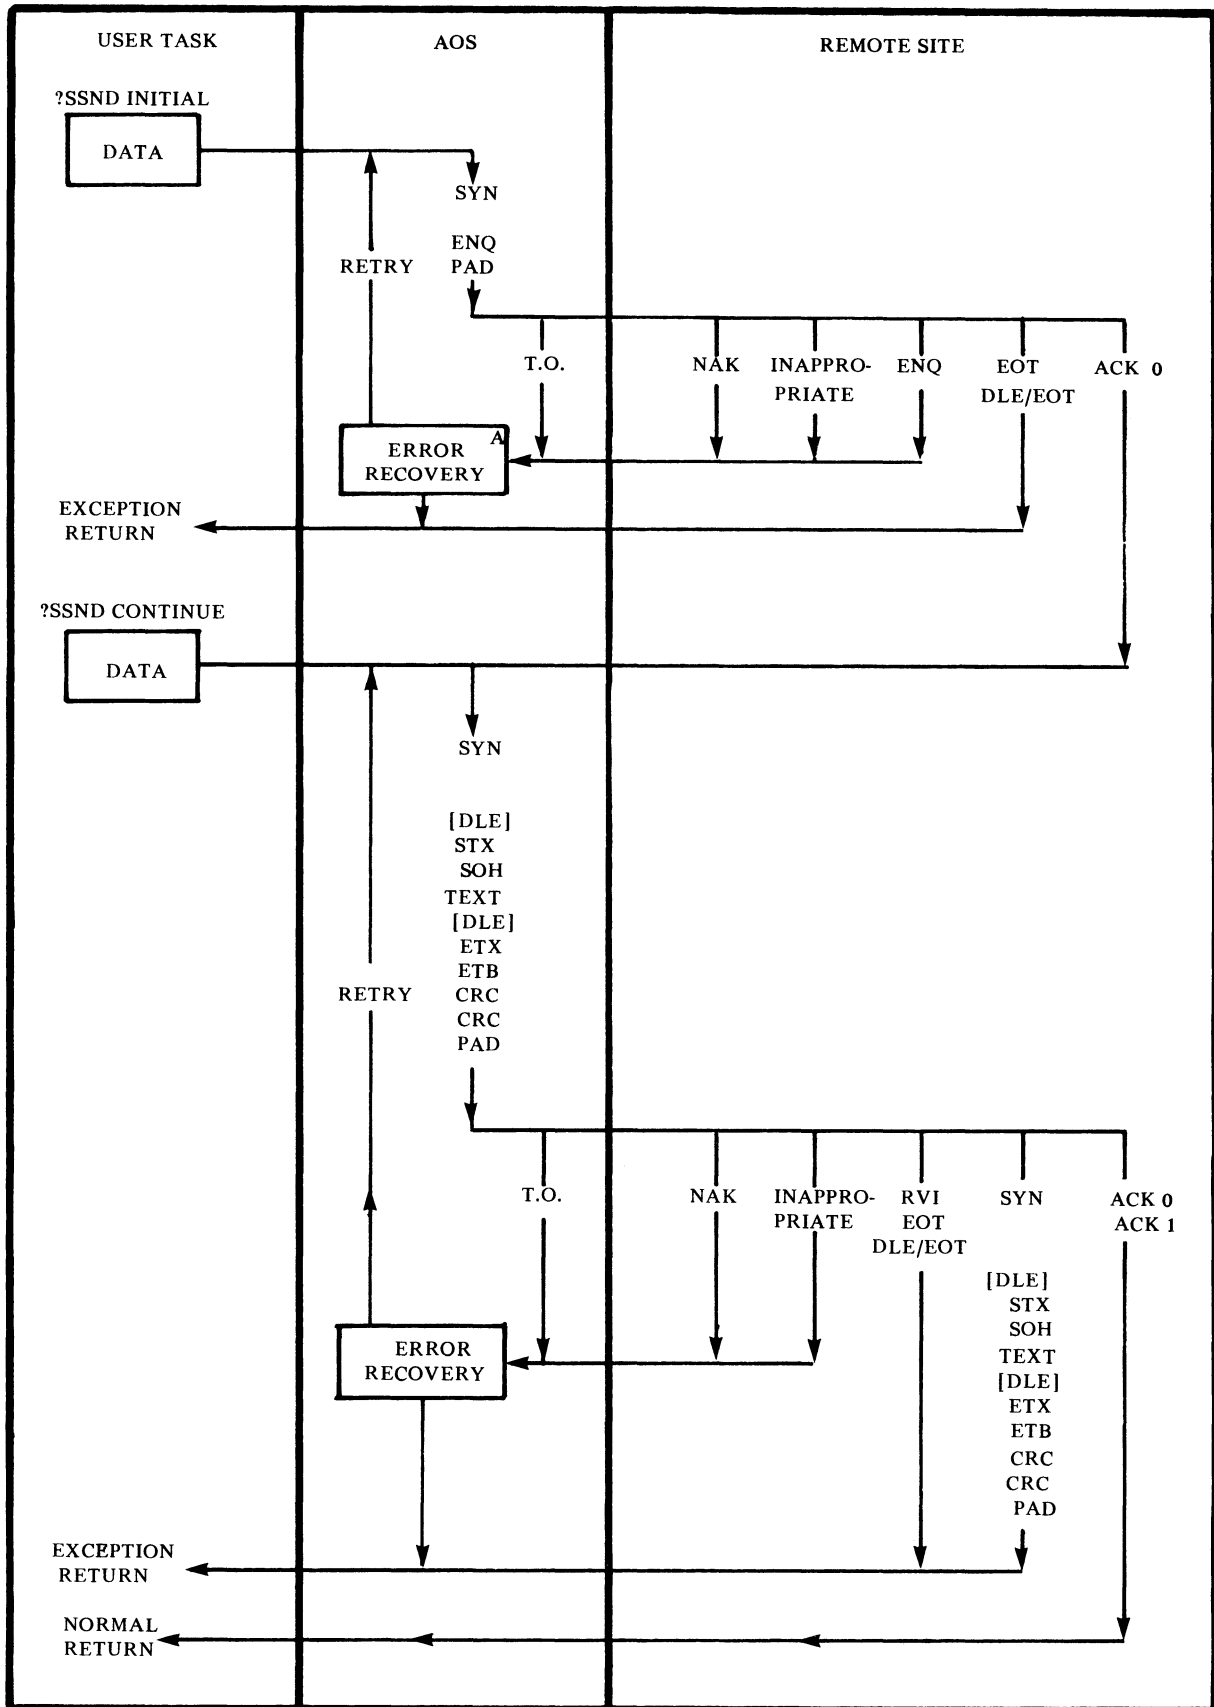 USER TASK
AOS
REMOTE SITE
?SSND INITIAL
DATA
SYN
ENQ
PAD
RETRY
T.O.
NAK
INAPPRO-
PRIATE
ENQ
EOT
DLE/EOT
ACK 0
A
ERROR
RECOVERY
EXCEPTION
RETURN
?SSND CONTINUE
DATA
SYN
[DLE]
STX
SOH
TEXT
[DLE]
ETX
ETB
CRC
CRC
PAD
RETRY
T.O.
NAK
INAPPRO-
PRIATE
RVI
EOT
DLE/EOT
SYN
[DLE]
STX
SOH
TEXT
[DLE]
ETX
ETB
CRC
CRC
PAD
ACK 0
ACK 1
ERROR
RECOVERY
EXCEPTION
RETURN
NORMAL
RETURN